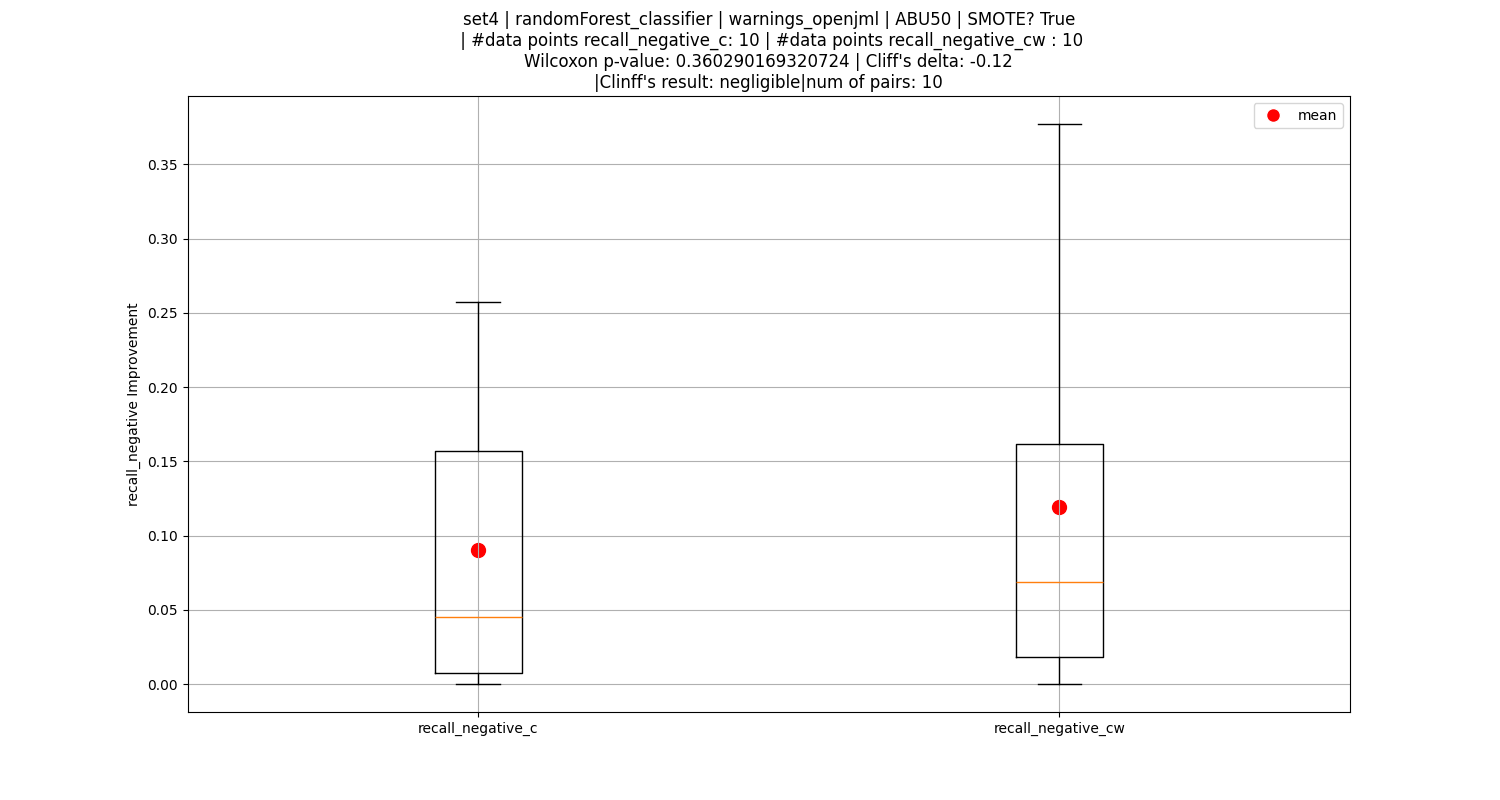 set4 | randomForest_classifier | warnings_openjml | ABU50 | SMOTE? True
| #data points recall_negative_c: 10 | #data points recall_negative_cw : 10
Wilcoxon p-value: 0.360290169320724 | Cliff's delta: -0.12
|Clinff's result: negligible|num of pairs: 10
mean
0.35
0.30
0.25
0.20
0.15
0.10
0.05
0.00
recall_negative Improvement
recall_negative_c
recall_negative_cw